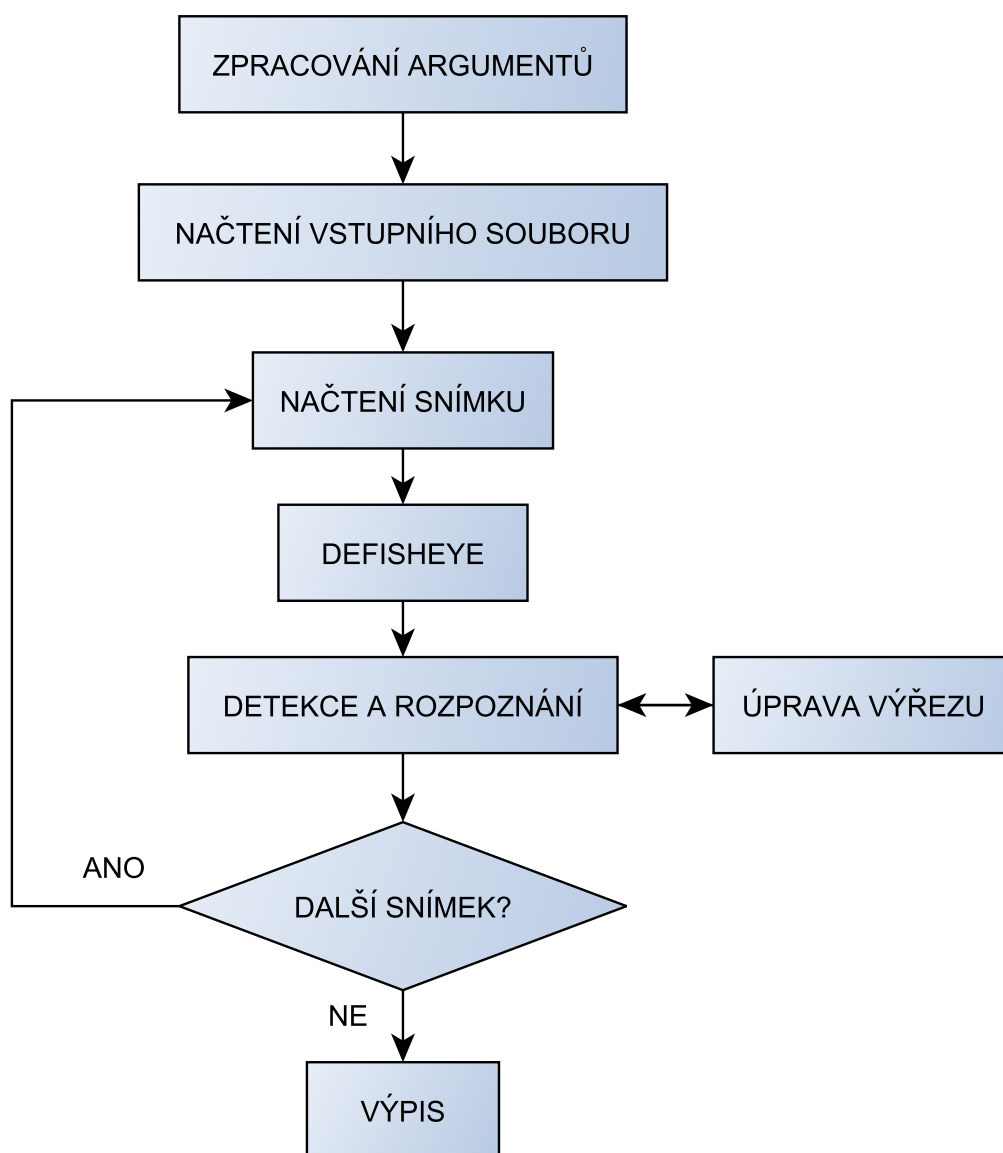 ZPRACOVÁNÍ ARGUMENTŮ
NAČTENÍ VSTUPNÍHO SOUBORU
NAČTENÍ SNÍMKU
DEFISHEYE
DETEKCE A ROZPOZNÁNÍ
ÚPRAVA VÝŘEZU
ANO
DALŠÍ SNÍMEK?
NE
VÝPIS